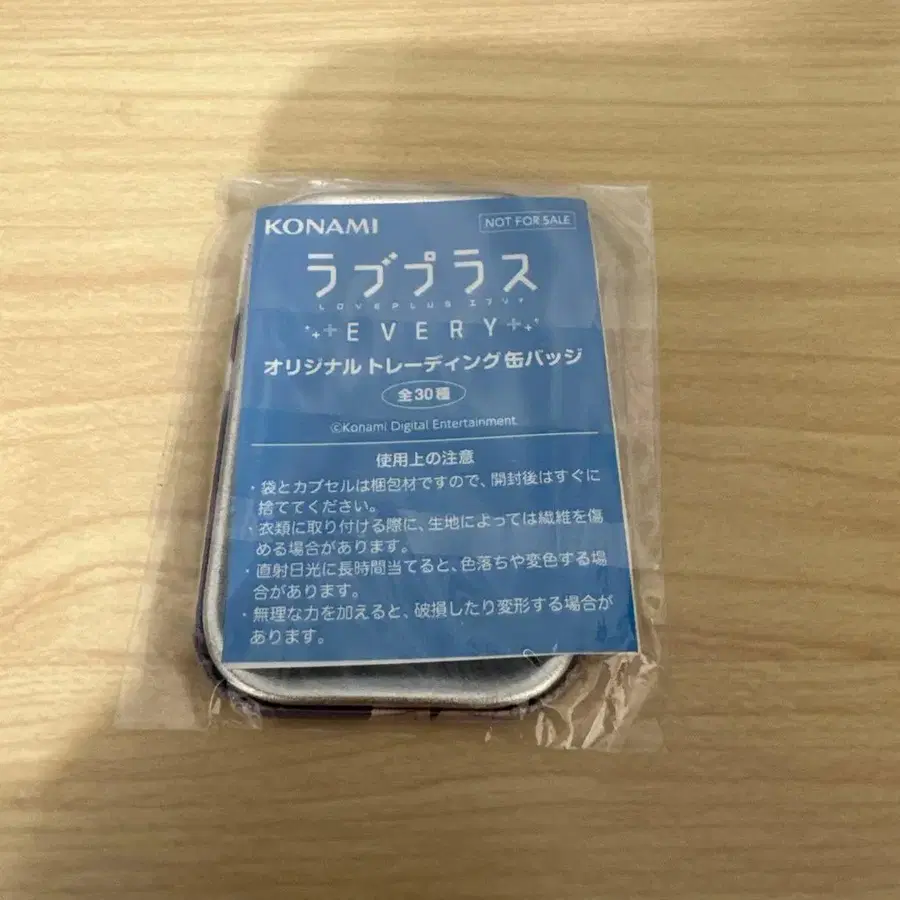 KONAMI
NOT FOR SALE
ラブプラス
LOVEPLUS エブリィ
EVERY
オリジナルトレーディング缶バッジ
全30種
©Konami Digital Entertainment
使用上の注意
・袋とカプセルは梱包材ですので、開封後はすぐに
捨ててください。
・衣類に取り付ける際に、生地によっては繊維を傷
める場合があります。
・直射日光に長時間当てると、色落ちや変色する場
合があります。
・無理な力を加えると、破損したり変形する場合が
あります。